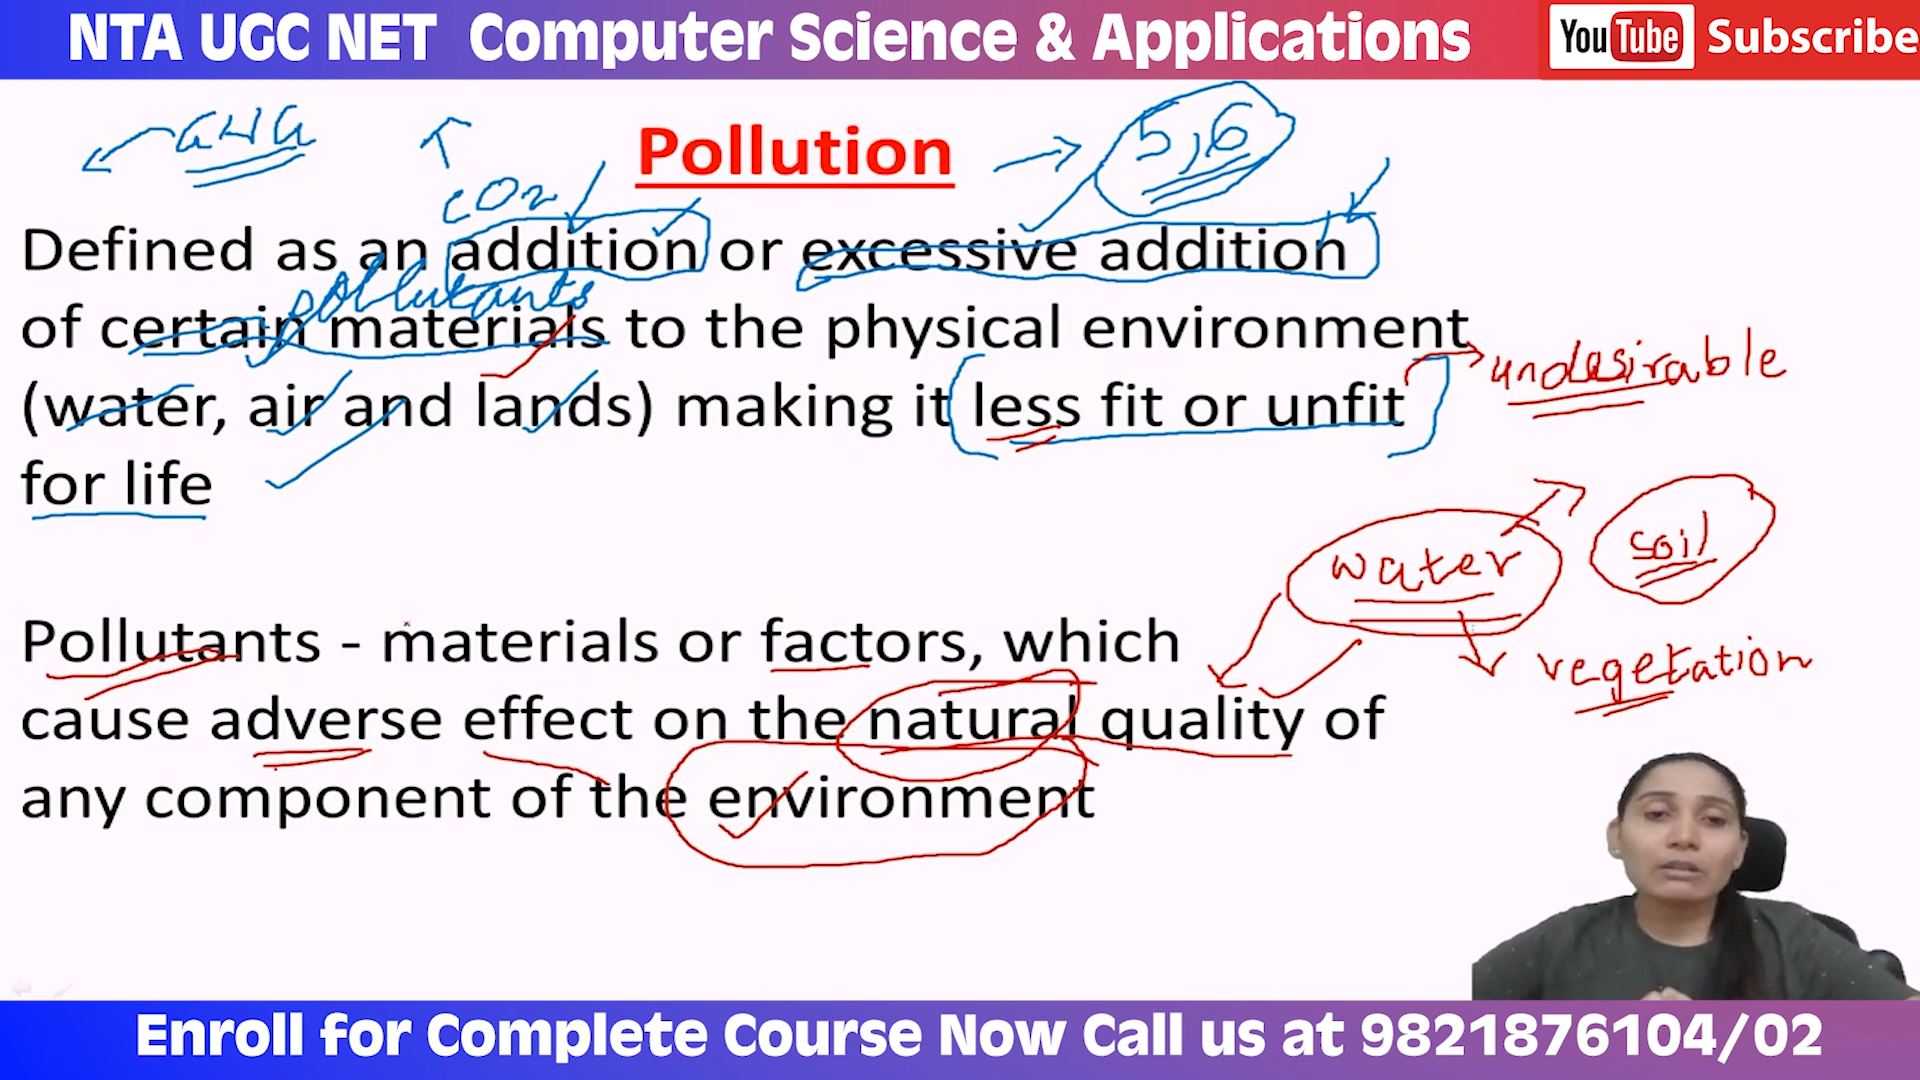 NTA UGC NET Computer Science & Applications
YouTube Subscribe
Pollution
5,6
CO2
Defined as an addition or excessive addition
pollutants
of certain materials to the physical environment
undesirable
(water, air and lands) making it less fit or unfit
for life
water
soil
Pollutants - materials or factors, which
vegetation
cause adverse effect on the natural quality of
any component of the environment
Enroll for Complete Course Now Call us at 9821876104/02